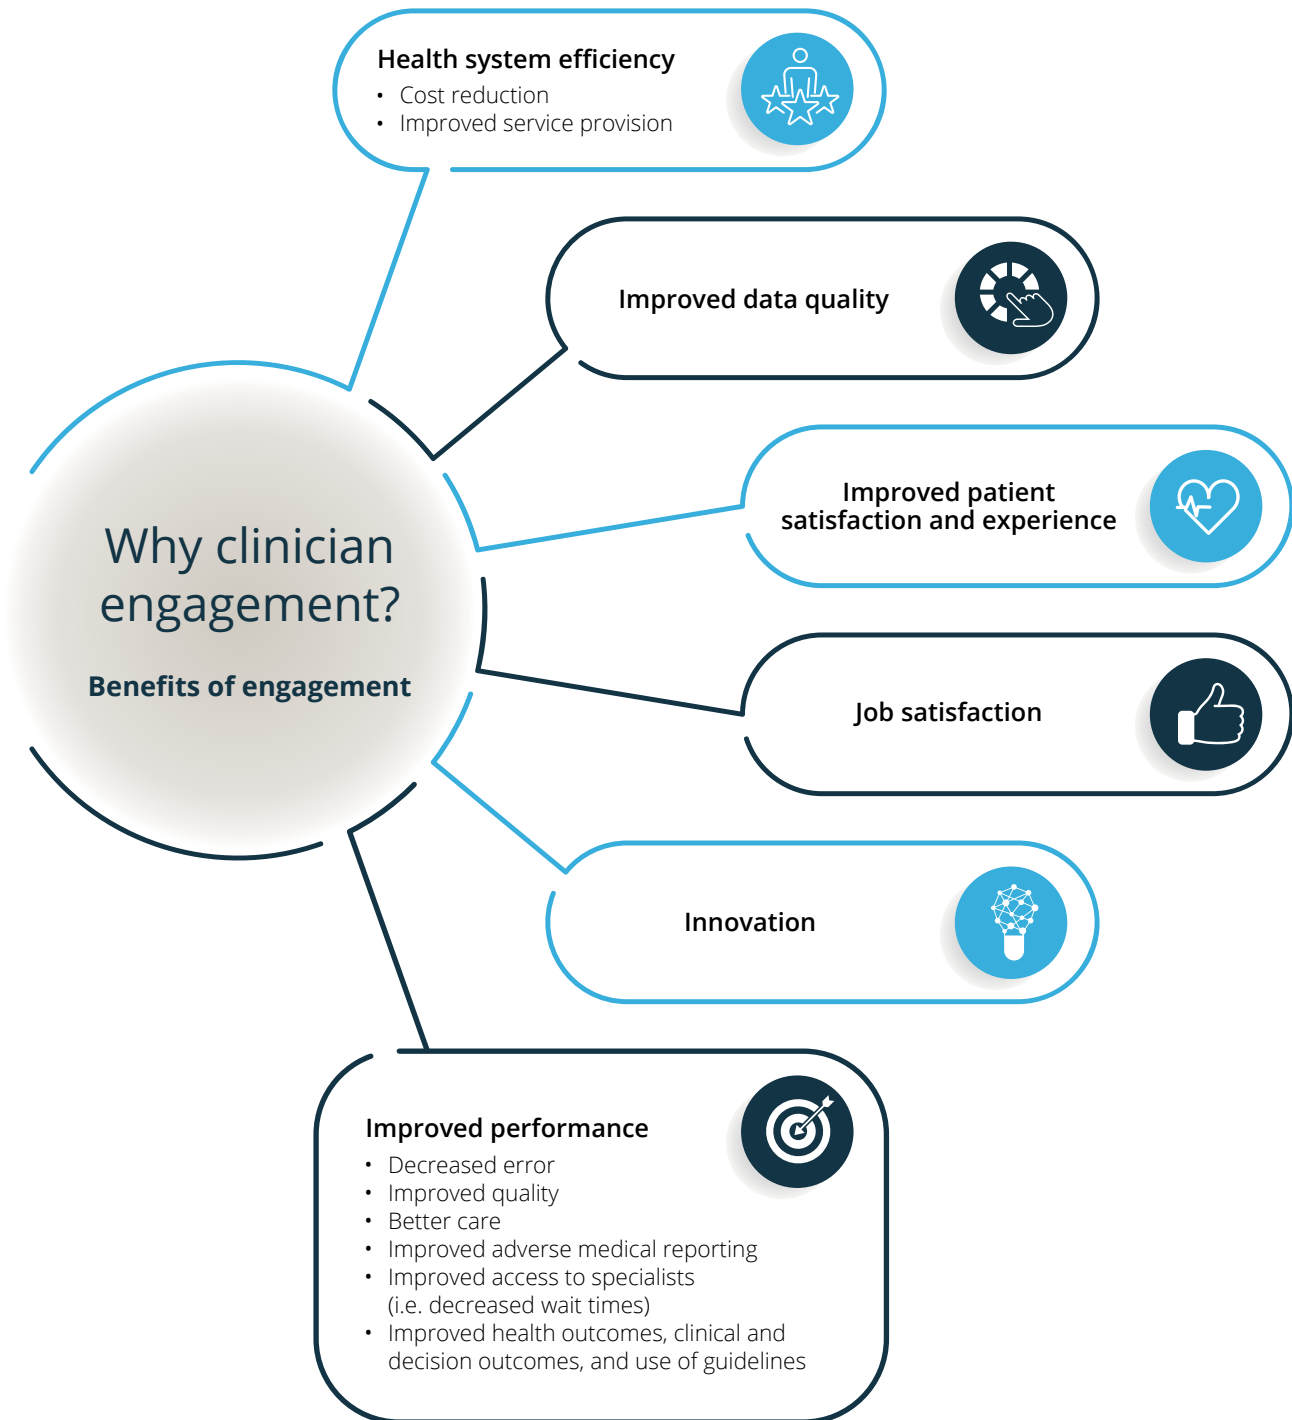 Health system efficiency
• Cost reduction
• Improved service provision
Improved data quality
Improved patient
satisfaction and experience
Why clinician
engagement?
Benefits of engagement
Job satisfaction
Innovation
Improved performance
• Decreased error
• Improved quality
• Better care
• Improved adverse medical reporting
• Improved access to specialists
(i.e. decreased wait times)
• Improved health outcomes, clinical and
decision outcomes, and use of guidelines